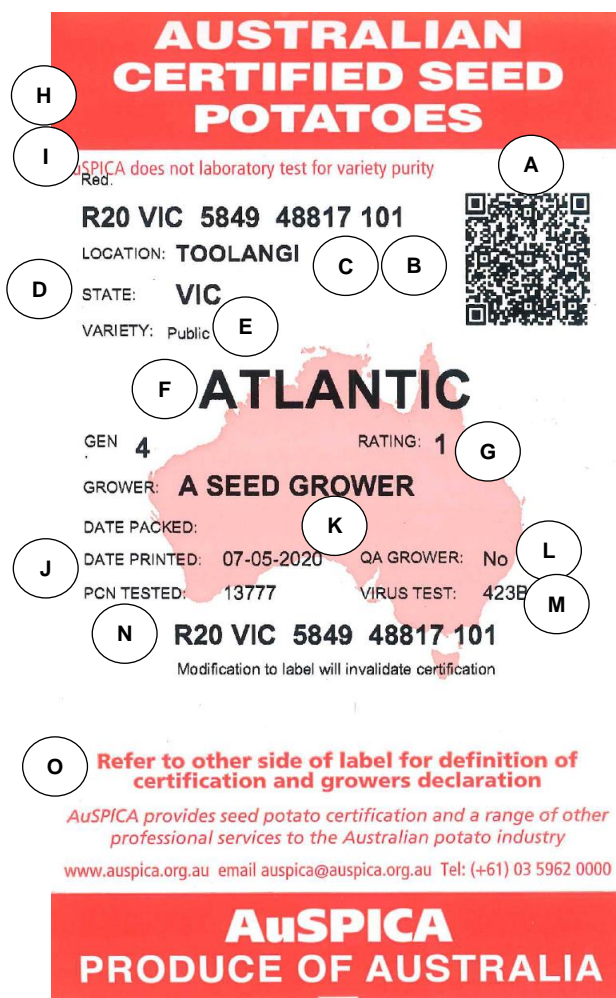 AUSTRALIAN
CERTIFIED SEED
POTATOES
H
I
A
uSPICA does not laboratory test for variety purity
Red.
R20 VIC 5849 48817 101
LOCATION: TOOLANGI
C B
D
STATE: VIC
VARIETY: Public
E
F
ATLANTIC
GEN 4 RATING: 1
G
GROWER: A SEED GROWER
DATE PACKED:
K
J
DATE PRINTED: 07-05-2020 QA GROWER: No
L
PCN TESTED: 13777 VIRUS TEST: 423B
M
N
R20 VIC 5849 48817 101
Modification to label will invalidate certification
O
Refer to other side of label for definition of
certification and growers declaration
AuSPICA provides seed potato certification and a range of other
professional services to the Australian potato industry
www.auspica.org.au email auspica@auspica.org.au Tel: (+61) 03 5962 0000
AuSPICA
PRODUCE OF AUSTRALIA